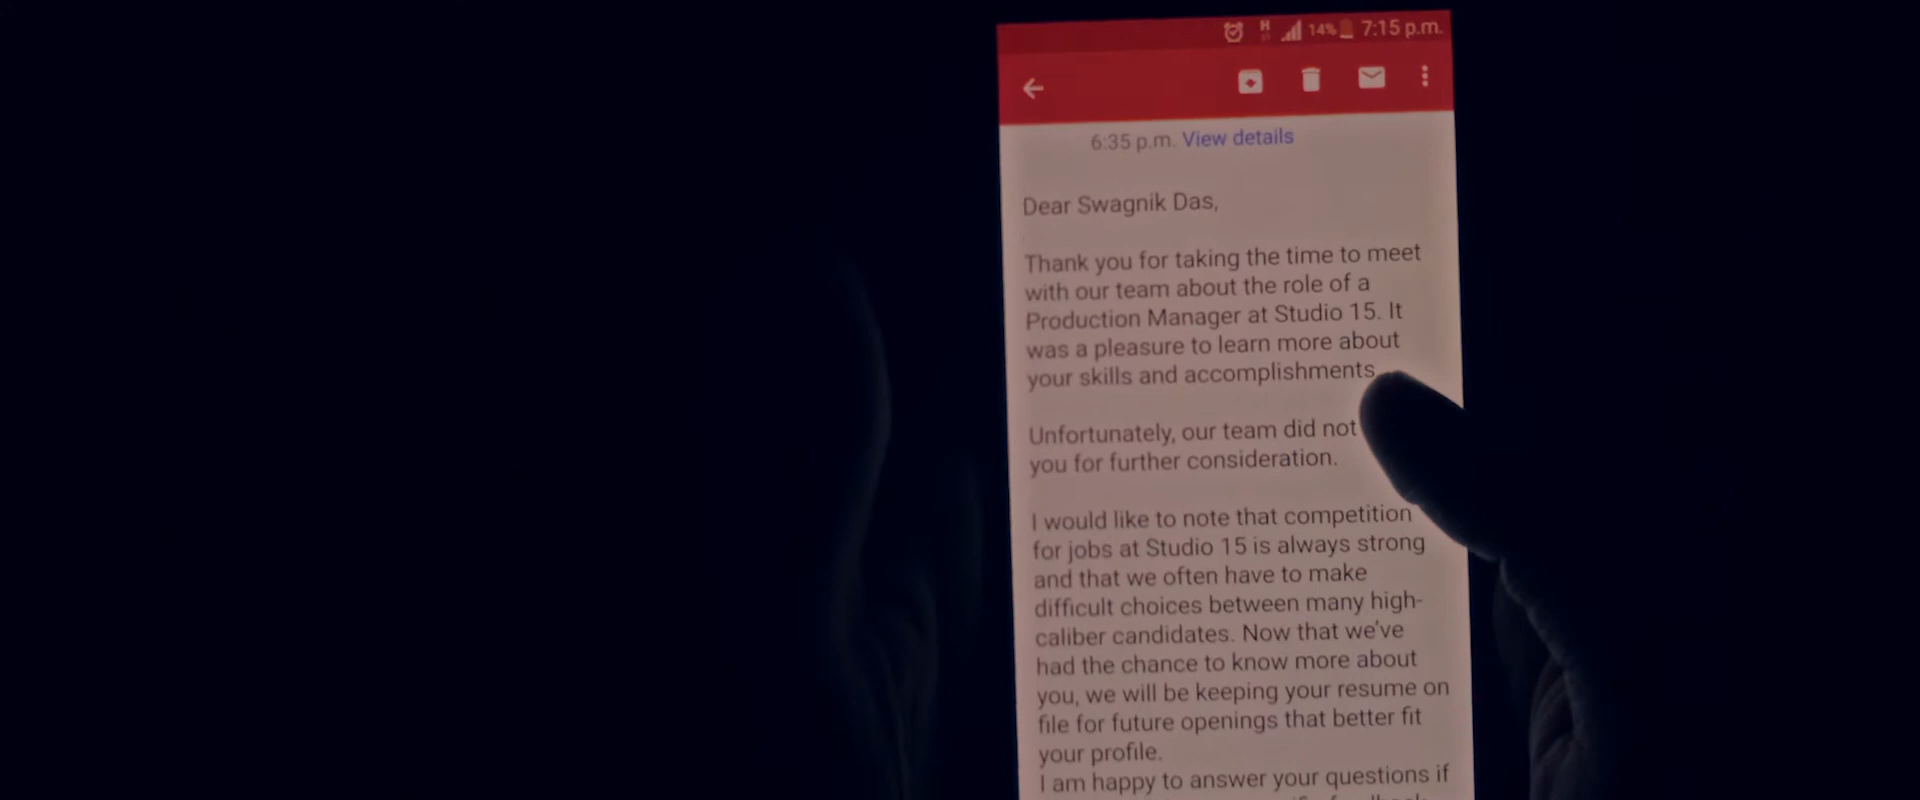 14% 7:15 p.m.
6:35 p.m. View details
Dear Swagnik Das,
Thank you for taking the time to meet
with our team about the role of a
Production Manager at Studio 15. It
was a pleasure to learn more about
your skills and accomplishments.
Unfortunately, our team did not
you for further consideration.
I would like to note that competition
for jobs at Studio 15 is always strong
and that we often have to make
difficult choices between many high-
caliber candidates. Now that we've
had the chance to know more about
you, we will be keeping your resume on
file for future openings that better fit
your profile.
I am happy to answer your questions if